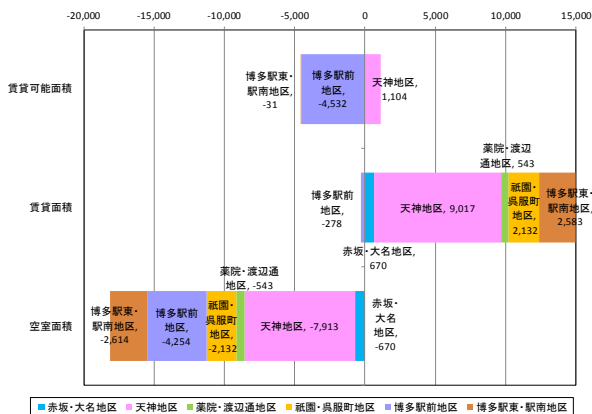 -20,000 -15,000 -10,000 -5,000 0 5,000 10,000 15,000
賃貸可能面積
博多駅東・
駅南地区,
-31
博多駅前
地区,
-4,532
天神地区,
1,104
賃貸面積
博多駅前
地区,
-278
赤坂・大名地区,
670
天神地区, 9,017
薬院・渡辺
通地区, 543
祇園・
呉服町
地区,
2,132
博多駅東・
駅南地区,
2,583
空室面積
博多駅東・
駅南地区,
-2,614
博多駅前
地区,
-4,254
祇園・
呉服町
地区,
-2,132
薬院・渡辺通
地区, -543
天神地区, -7,913
赤坂・
大名
地区,
-670
赤坂・大名地区 天神地区 薬院・渡辺通地区 祇園・呉服町地区 博多駅前地区 博多駅東・駅南地区